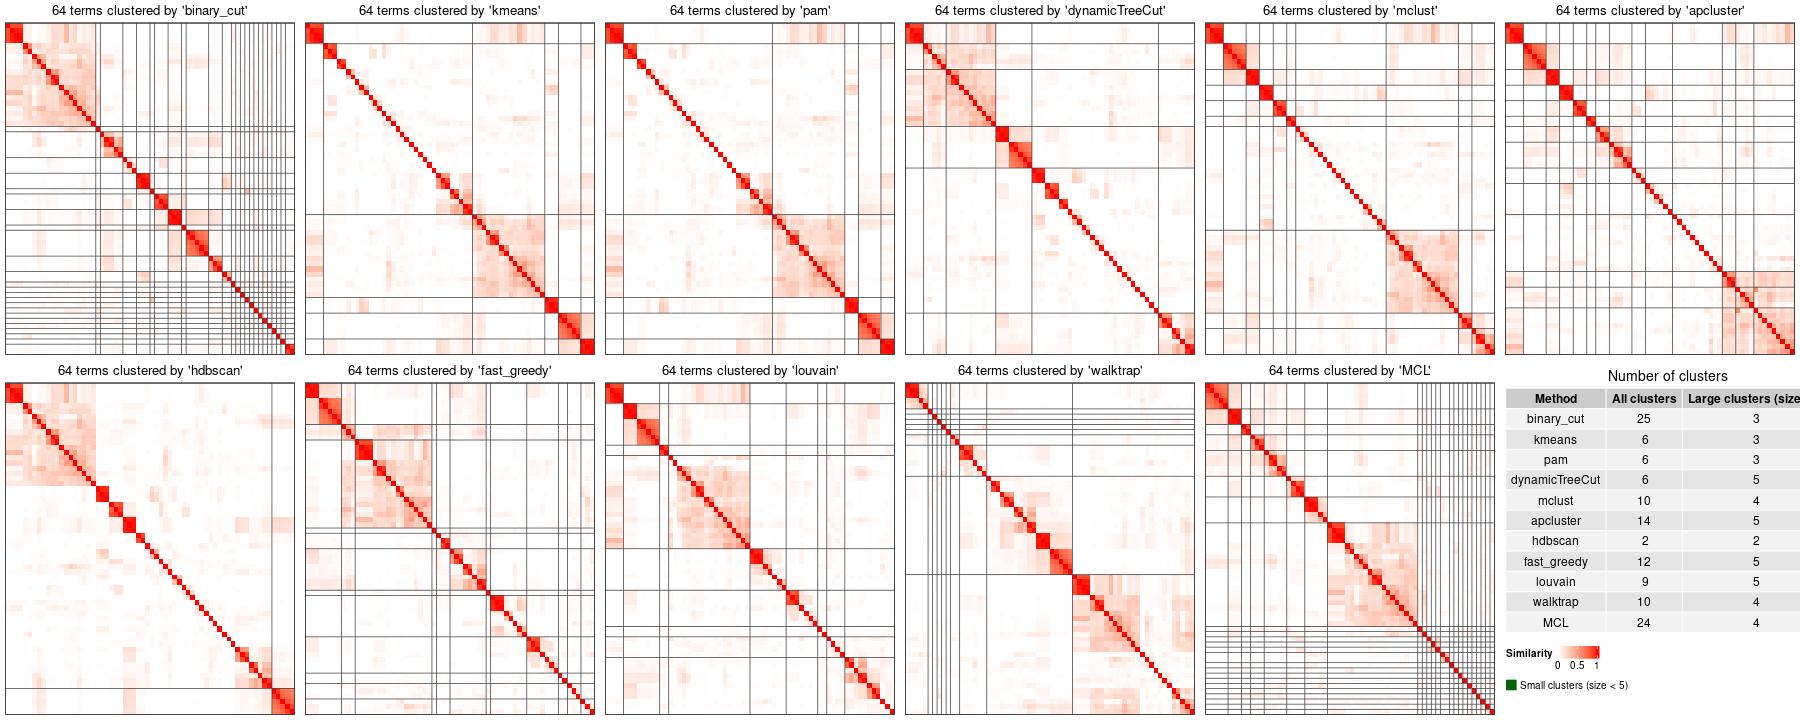 64 terms clustered by 'binary_cut'
64 terms clustered by 'kmeans'
64 terms clustered by 'pam'
64 terms clustered by 'dynamicTreeCut'
64 terms clustered by 'mclust'
64 terms clustered by 'apcluster'
64 terms clustered by 'hdbscan'
64 terms clustered by 'fast_greedy'
64 terms clustered by 'louvain'
64 terms clustered by 'walktrap'
64 terms clustered by 'MCL'
Number of clusters
Method All clusters Large clusters (size
binary_cut 25 3
kmeans 6 3
pam 6 3
dynamicTreeCut 6 5
mclust 10 4
apcluster 14 5
hdbscan 2 2
fast_greedy 12 5
louvain 9 5
walktrap 10 4
MCL 24 4
Similarity
0 0.5 1
Small clusters (size < 5)